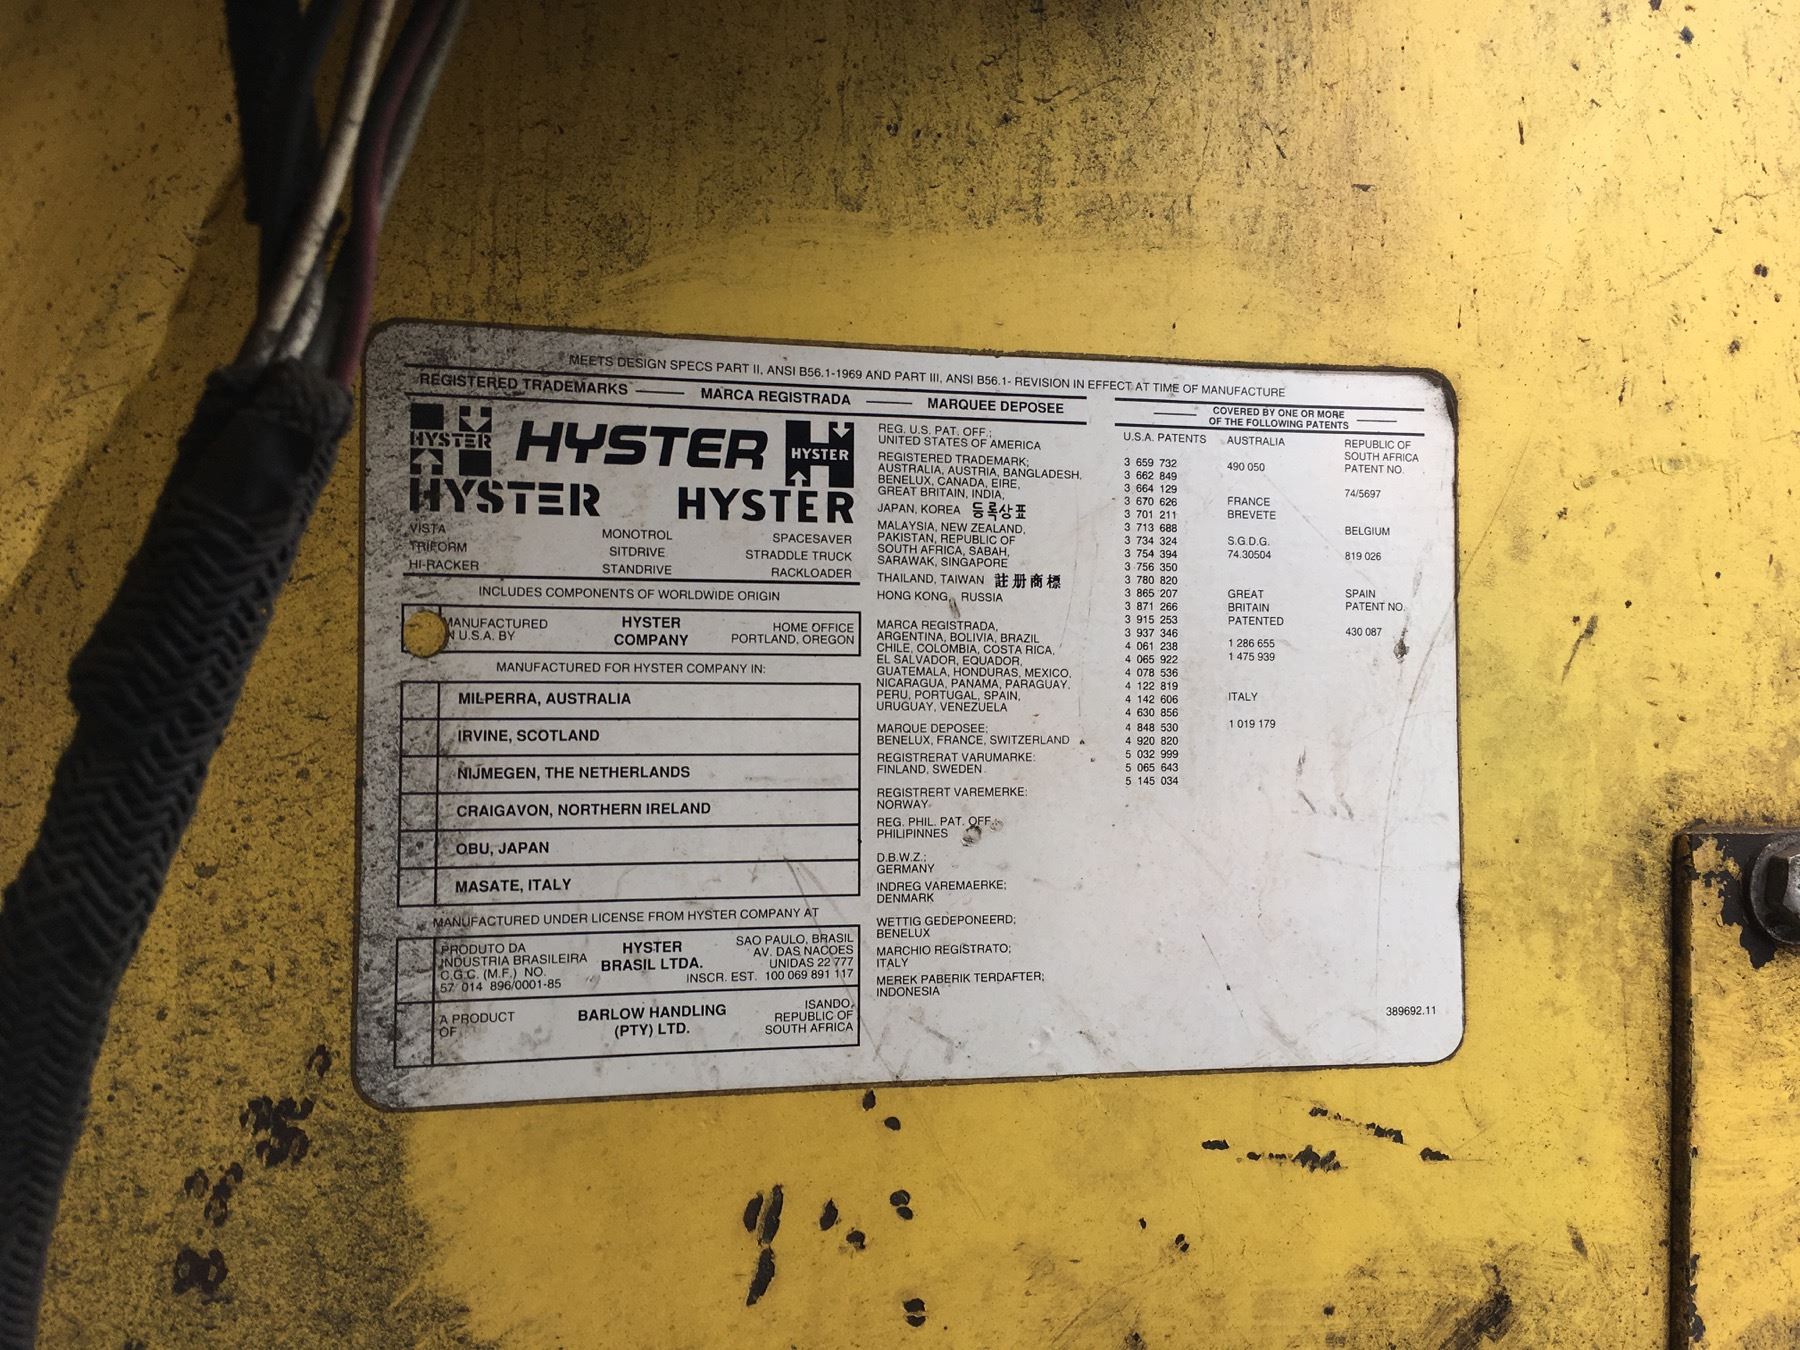 MEETS DESIGN SPECS PART II, ANSI B56.1-1969 AND PART III, ANSI B56.1- REVISION IN EFFECT AT TIME OF MANUFACTURE
REGISTERED TRADEMARKS MARCA REGISTRADA MARQUEE DEPOSEE
HYSTER HYSTER HYSTER
HYSTER HYSTER
VISTA MONOTROL SPACESAVER
TRIFORM SITDRIVE STRADDLE TRUCK
HI-RACKER STANDRIVE RACKLOADER
INCLUDES COMPONENTS OF WORLDWIDE ORIGIN
MANUFACTURED HYSTER HOME OFFICE
IN U.S.A. BY COMPANY PORTLAND, OREGON
MANUFACTURED FOR HYSTER COMPANY IN:
MILPERRA, AUSTRALIA
IRVINE, SCOTLAND
NIJMEGEN, THE NETHERLANDS
CRAIGAVON, NORTHERN IRELAND
OBU, JAPAN
MASATE, ITALY
MANUFACTURED UNDER LICENSE FROM HYSTER COMPANY AT
PRODUTO DA
INDUSTRIA BRASILEIRA
C.G.C. (M.F.) NO.
57 014 896/0001-85
HYSTER
BRASIL LTDA.
SAO PAULO, BRASIL
AV. DAS NACOES
UNIDAS 22 777
INSCR. EST. 100 069 891 117
A PRODUCT
OF
BARLOW HANDLING
(PTY) LTD.
ISANDO,
REPUBLIC OF
SOUTH AFRICA
REG. U.S. PAT. OFF.;
UNITED STATES OF AMERICA
REGISTERED TRADEMARK;
AUSTRALIA, AUSTRIA, BANGLADESH,
BENELUX, CANADA, EIRE,
GREAT BRITAIN, INDIA,
JAPAN, KOREA 등록상표
MALAYSIA, NEW ZEALAND,
PAKISTAN, REPUBLIC OF
SOUTH AFRICA, SABAH,
SARAWAK, SINGAPORE
THAILAND, TAIWAN 註册商標
HONG KONG, RUSSIA
MARCA REGISTRADA,
ARGENTINA, BOLIVIA, BRAZIL
CHILE, COLOMBIA, COSTA RICA,
EL SALVADOR, EQUADOR,
GUATEMALA, HONDURAS, MEXICO,
NICARAGUA, PANAMA, PARAGUAY,
PERU, PORTUGAL, SPAIN,
URUGUAY, VENEZUELA
MARQUE DEPOSEE;
BENELUX, FRANCE, SWITZERLAND
REGISTRERAT VARUMARKE:
FINLAND, SWEDEN
REGISTRERT VAREMERKE:
NORWAY
REG. PHIL. PAT. OFF.:
PHILIPINNES
D.B.W.Z.;
GERMANY
INDREG VAREMAERKE;
DENMARK
WETTIG GEDEPONEERD;
BENELUX
MARCHIO REGISTRATO;
ITALY
MEREK PABERIK TERDAFTER;
INDONESIA
COVERED BY ONE OR MORE
OF THE FOLLOWING PATENTS
U.S.A. PATENTS
3 659 732
3 662 849
3 664 129
3 670 626
3 701 211
3 713 688
3 734 324
3 754 394
3 756 350
3 780 820
3 865 207
3 871 266
3 915 253
3 937 346
4 061 238
4 065 922
4 078 536
4 122 819
4 142 606
4 630 856
4 848 530
4 920 820
5 032 999
5 065 643
5 145 034
AUSTRALIA
490 050
FRANCE
BREVETE
S.G.D.G.
74.30504
GREAT
BRITAIN
PATENTED
1 286 655
1 475 939
ITALY
1 019 179
REPUBLIC OF
SOUTH AFRICA
PATENT NO.
74/5697
BELGIUM
819 026
SPAIN
PATENT NO.
430 087
389692.11